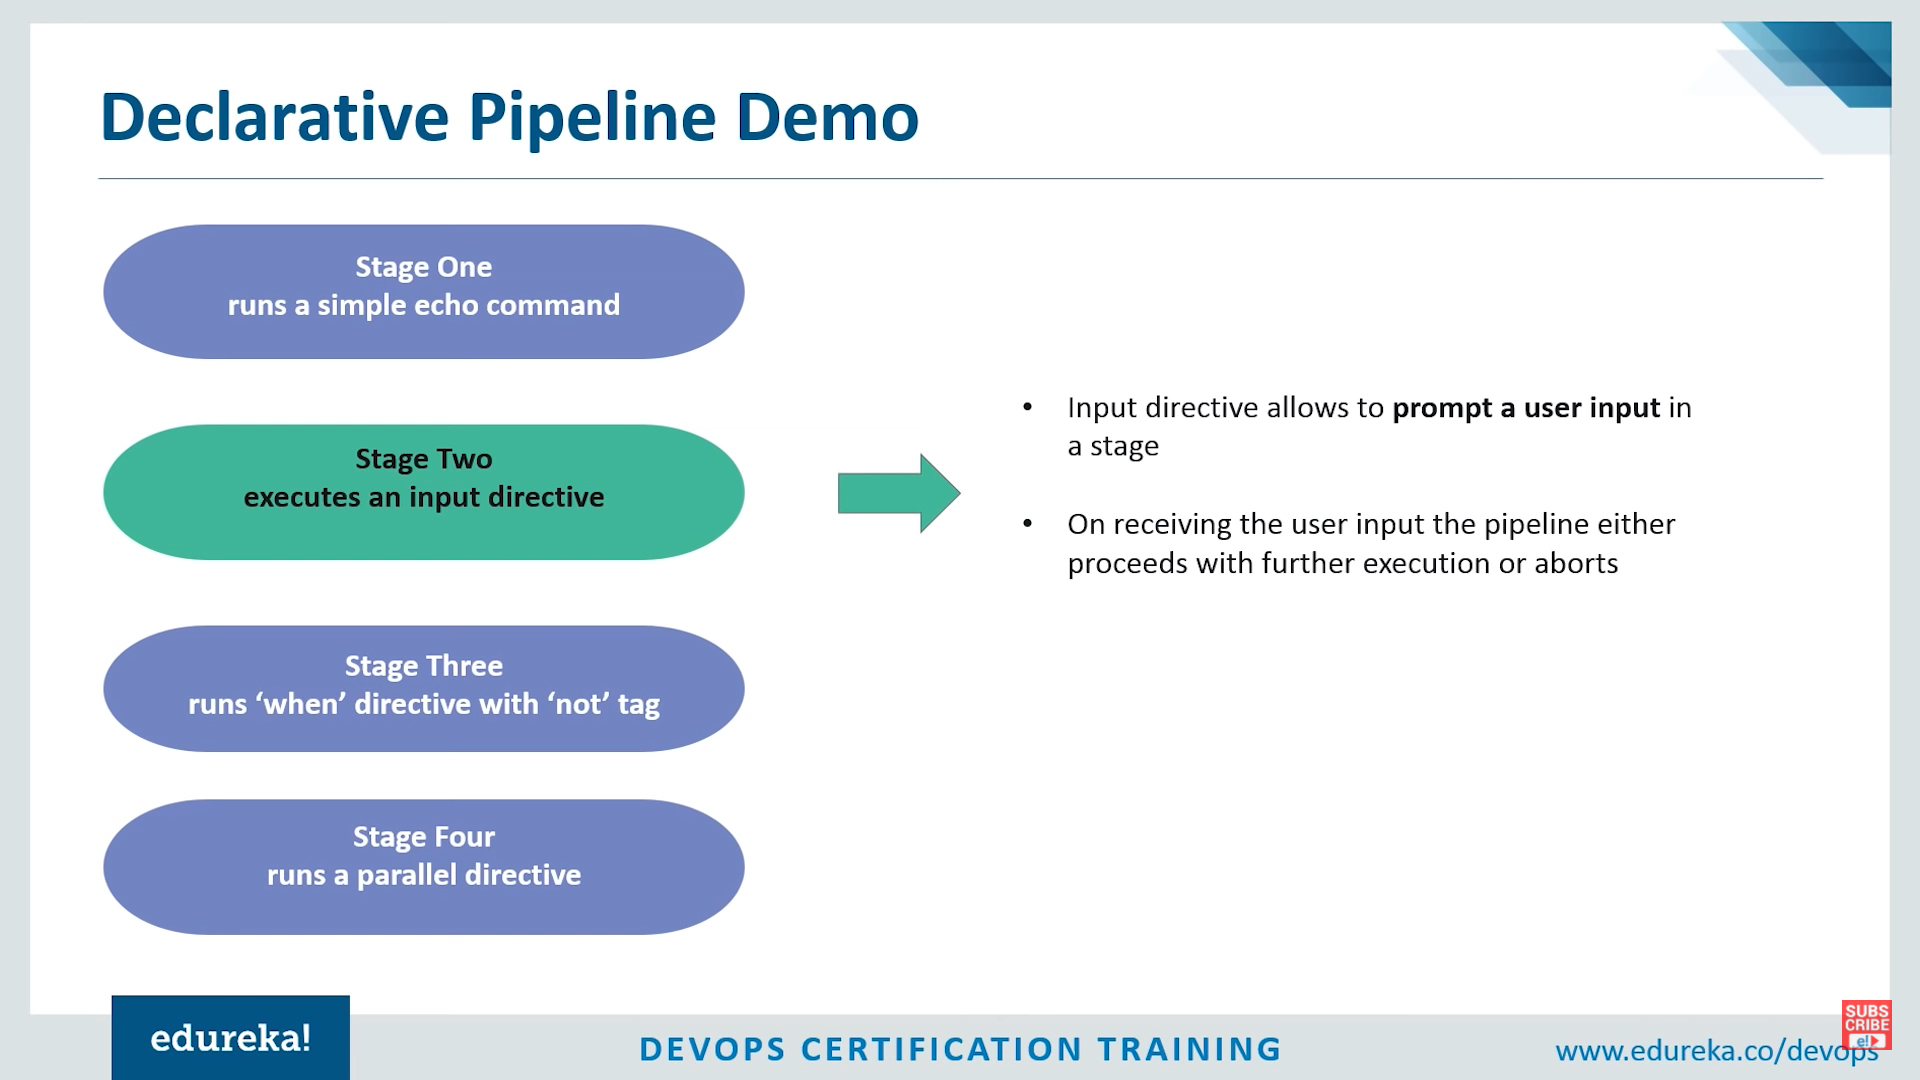 Declarative Pipeline Demo
Stage One
runs a simple echo command
Stage Two
executes an input directive
Stage Three
runs ‘when’ directive with ‘not’ tag
Stage Four
runs a parallel directive
• Input directive allows to prompt a user input in
a stage
• On receiving the user input the pipeline either
proceeds with further execution or aborts
edureka!
DEVOPS CERTIFICATION TRAINING
www.edureka.co/devops
SUBS
CRIBE
e!